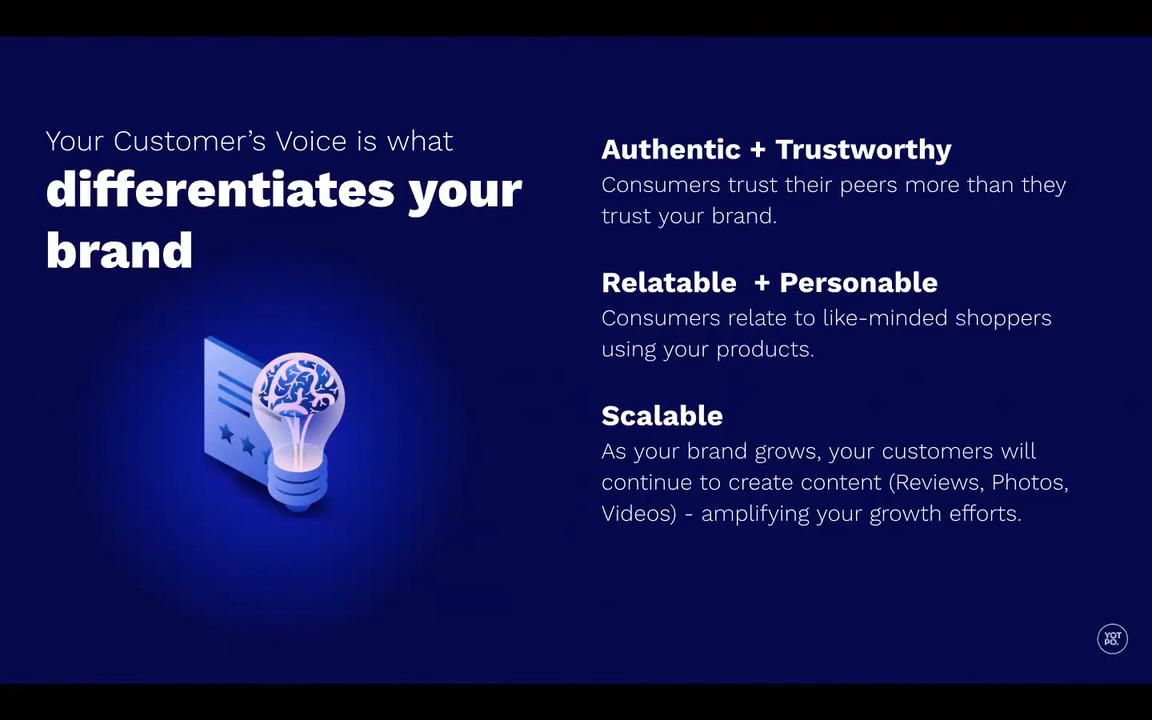 Your Customer’s Voice is what
differentiates your
brand
Authentic + Trustworthy
Consumers trust their peers more than they
trust your brand.
Relatable  + Personable
Consumers relate to like-minded shoppers
using your products.
Scalable
As your brand grows, your customers will
continue to create content (Reviews, Photos,
Videos) - amplifying your growth efforts.
YOT
PO.